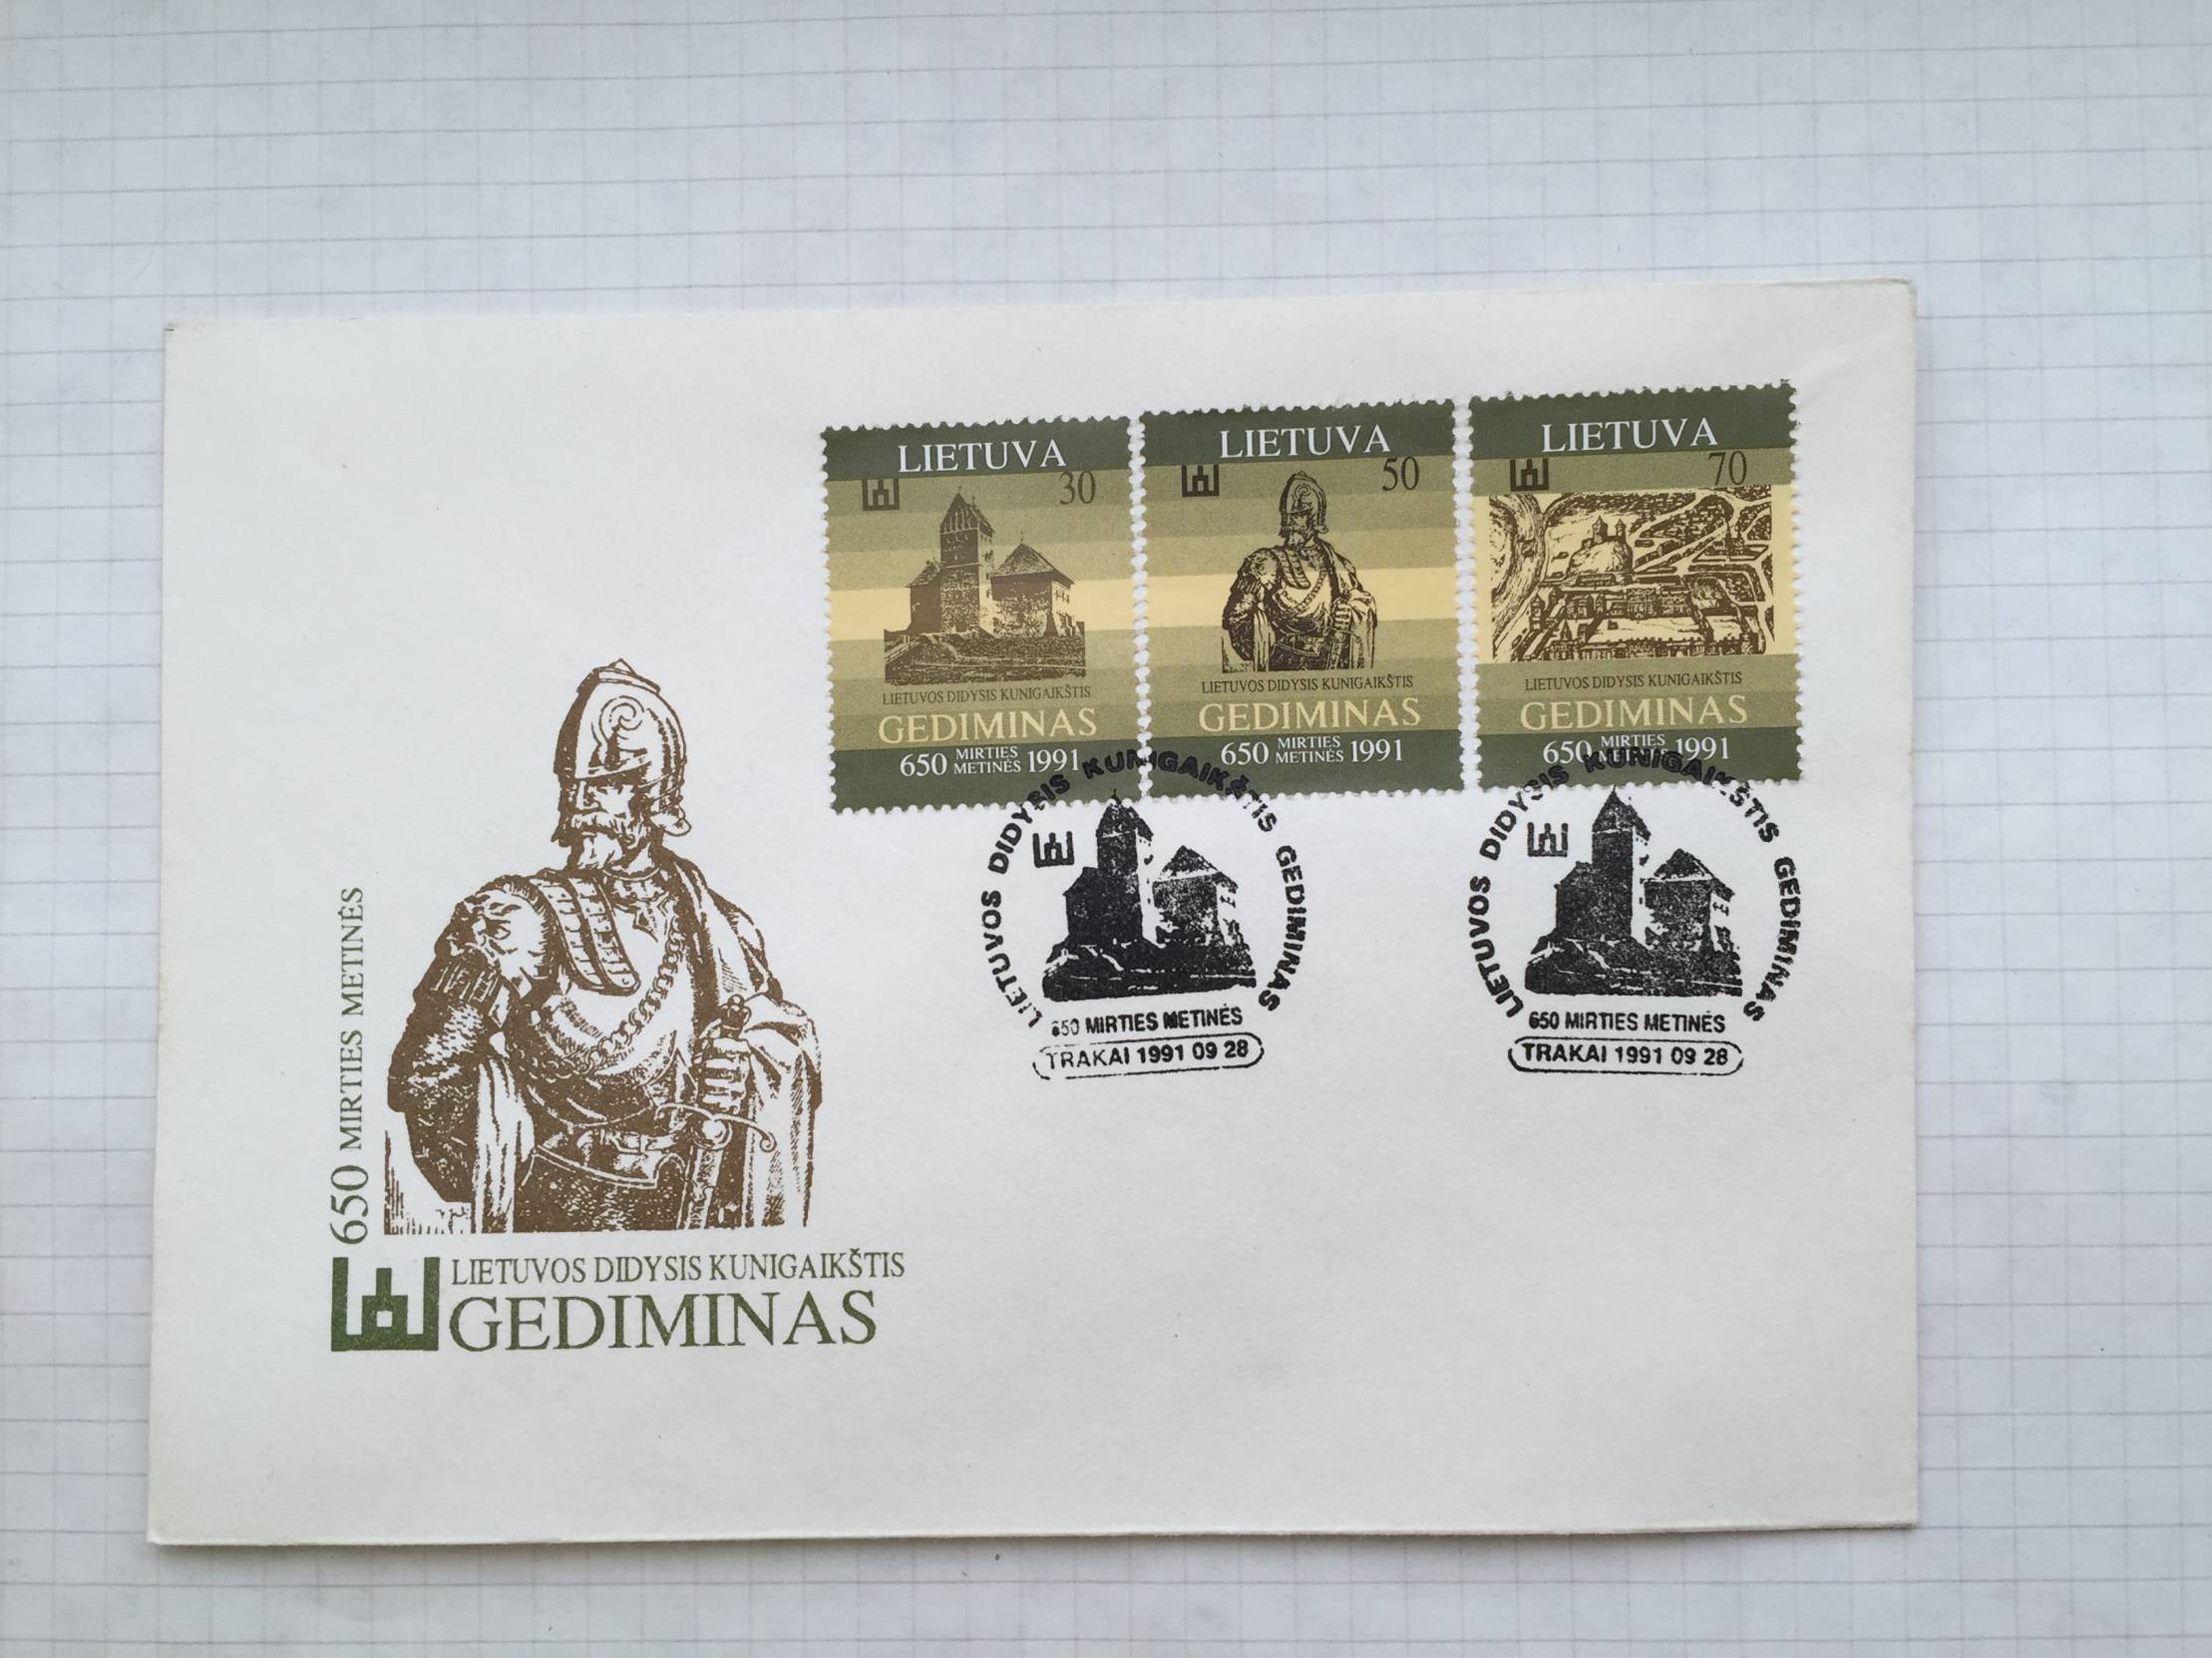 LIETUVA
30
LIETUVOS DIDYSIS KUNIGAIKŠTIS
GEDIMINAS
650 MIRTIES METINĖS 1991
LIETUVA
50
LIETUVOS DIDYSIS KUNIGAIKŠTIS
GEDIMINAS
650 MIRTIES METINĖS 1991
LIETUVA
70
LIETUVOS DIDYSIS KUNIGAIKŠTIS
GEDIMINAS
650 MIRTIES METINĖS 1991
LIETUVOS DIDYSIS KUNIGAIKŠTIS GEDIMINAS
650 MIRTIES METINĖS
TRAKAI 1991 09 28
LIETUVOS DIDYSIS KUNIGAIKŠTIS GEDIMINAS
650 MIRTIES METINĖS
TRAKAI 1991 09 28
650 MIRTIES METINĖS
LIETUVOS DIDYSIS KUNIGAIKŠTIS
GEDIMINAS